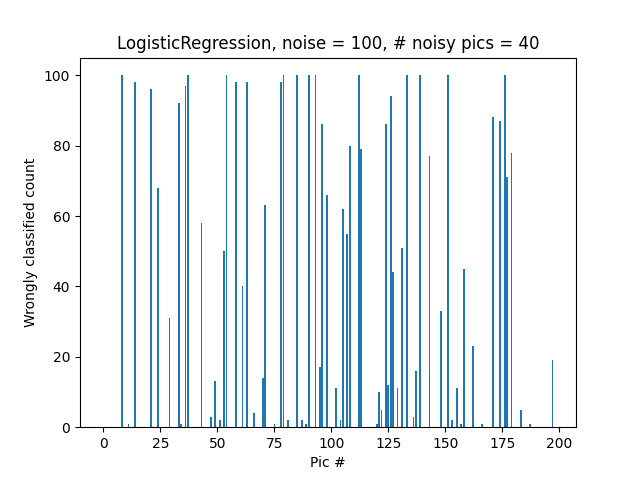 LogisticRegression, noise = 100, # noisy pics = 40
100
80
60
40
20
0
Wrongly classified count
0 25 50 75 100 125 150 175 200
Pic #